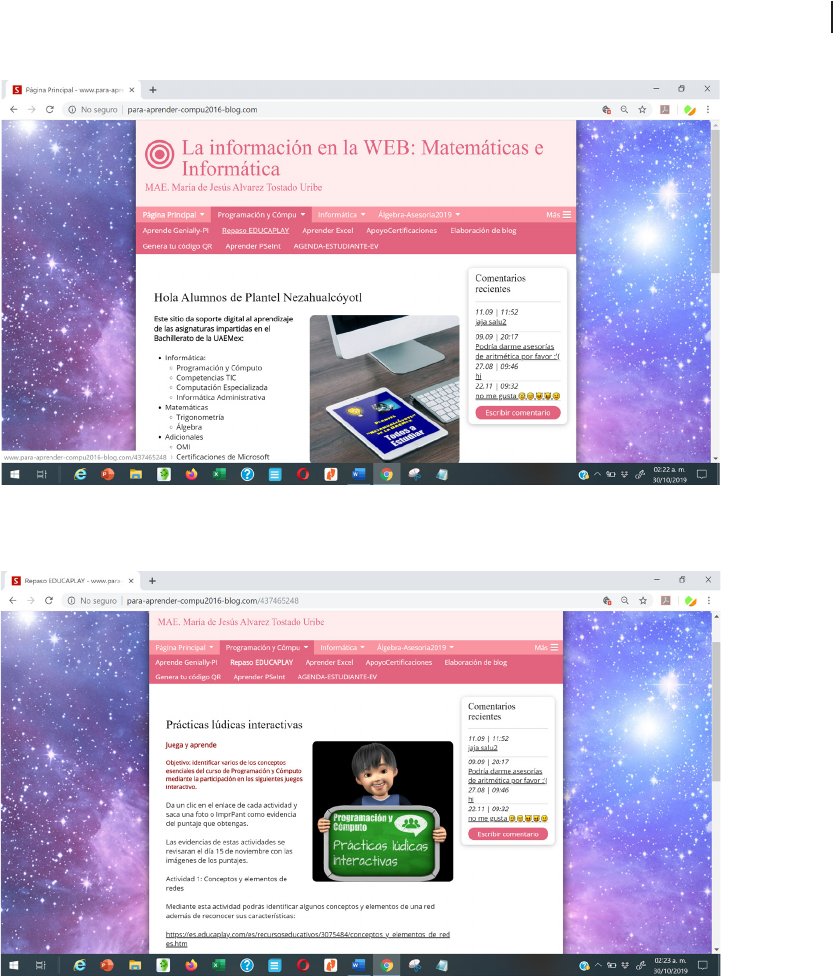 Página Principal - www.para-apre
No seguro | para-aprender-compu2016-blog.com
La información en la WEB: Matemáticas e
Informática
MAE. Maria de Jesús Alvarez Tostado Uribe
Página Principal Programación y Cómpu Informática Álgebra-Asesoria2019 Más
Aprende Genially-PI Repaso EDUCAPLAY Aprender Excel ApoyoCertificaciones Elaboración de blog
Genera tu código QR Aprender PSeInt AGENDA-ESTUDIANTE-EV
Hola Alumnos de Plantel Nezahualcóyotl
Este sitio da soporte digital al aprendizaje
de las asignaturas impartidas en el
Bachillerato de la UAEMex:
Informática:
Programación y Cómputo
Competencias TIC
Computación Especializada
Informática Administrativa
Matemáticas
Trigonometría
Álgebra
Adicionales
OMI
Certificaciones de Microsoft
Todos a
Estudiar
Comentarios
recientes
11.09 | 11:52
jaja salu2
09.09 | 20:17
Podría darme asesorías
de aritmética por favor :'(
27.08 | 09:46
hi
22.11 | 09:32
no me gusta
Escribir comentario
www.para-aprender-compu2016-blog.com/437465248
02:22 a. m.
30/10/2019
Repaso EDUCAPLAY - www.para-
No seguro | para-aprender-compu2016-blog.com/437465248
MAE. Maria de Jesús Alvarez Tostado Uribe
Página Principal Programación y Cómpu Informática Álgebra-Asesoria2019 Más
Aprende Genially-PI Repaso EDUCAPLAY Aprender Excel ApoyoCertificaciones Elaboración de blog
Genera tu código QR Aprender PSeInt AGENDA-ESTUDIANTE-EV
Prácticas lúdicas interactivas
Juega y aprende
Objetivo: Identificar varios de los conceptos
esenciales del curso de Programación y Cómputo
mediante la participación en los siguientes juegos
interactivo.
Da un clic en el enlace de cada actividad y
saca una foto o ImprPant como evidencia
del puntaje que obtengas.
Las evidencias de estas actividades se
revisaran el día 15 de noviembre con las
imágenes de los puntajes.
Actividad 1: Conceptos y elementos de
redes
Mediante esta actividad podrás identificar algunos conceptos y elementos de una red
además de reconocer sus características:
https://es.educaplay.com/es/recursoseducativos/3075484/conceptos_y_elementos_de_red
es.htm
Programación y
Cómputo
Prácticas lúdicas
interactivas
Comentarios
recientes
11.09 | 11:52
jaja salu2
09.09 | 20:17
Podría darme asesorías
de aritmética por favor :'(
27.08 | 09:46
hi
22.11 | 09:32
no me gusta
Escribir comentario
02:23 a. m.
30/10/2019